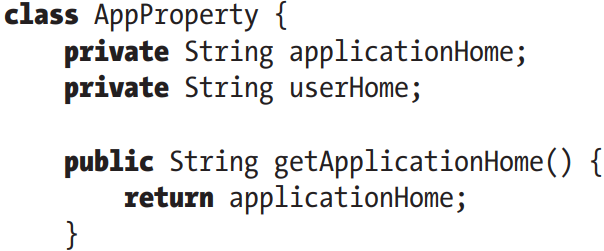 class AppProperty {
    private String applicationHome;
    private String userHome;

    public String getApplicationHome() {
        return applicationHome;
    }